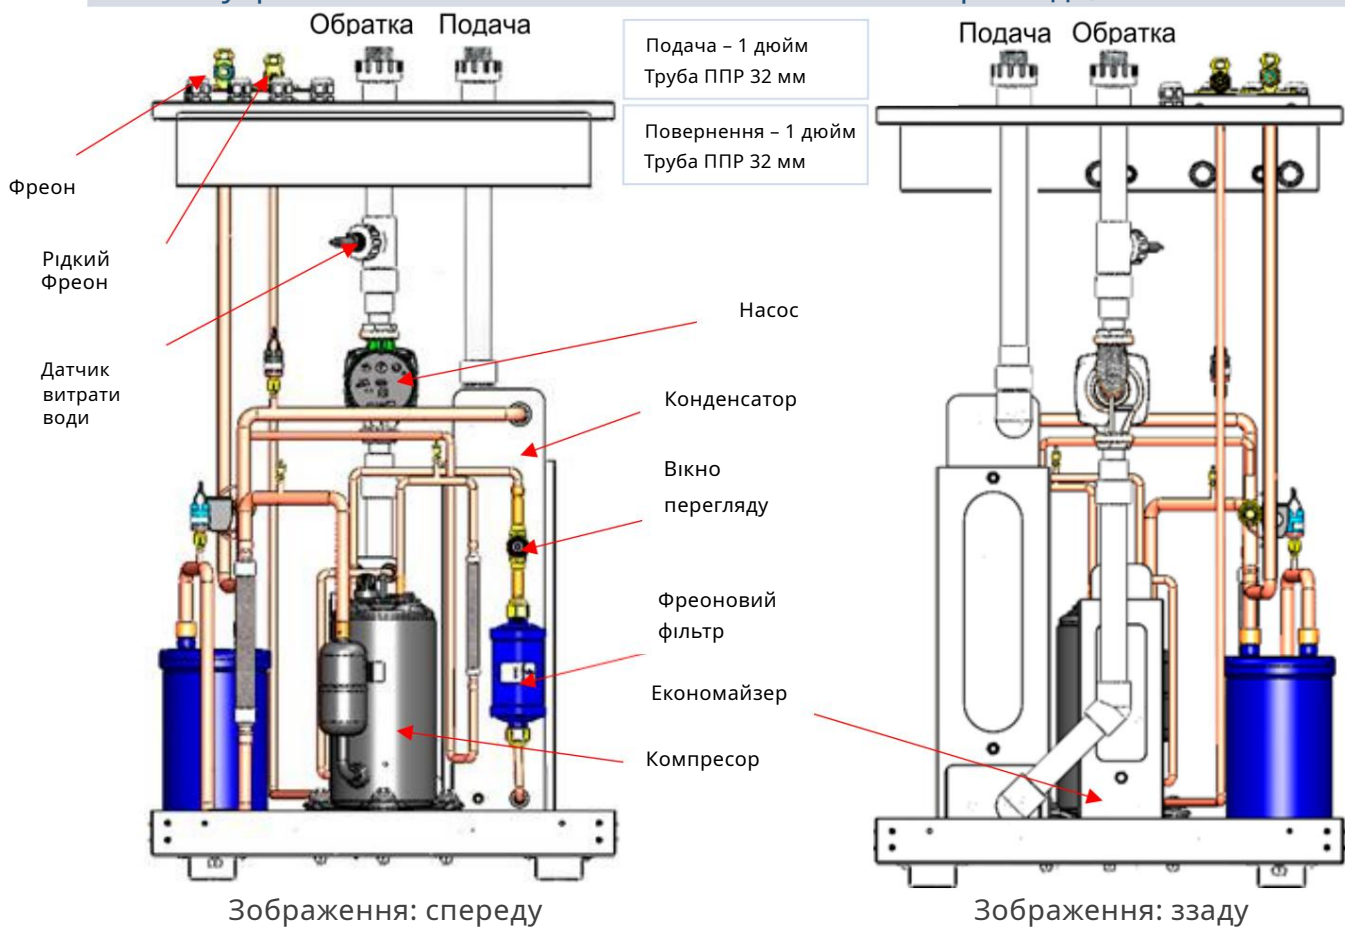 Обратка Подача
Подача – 1 дюйм
Труба ППР 32 мм
Повернення – 1 дюйм
Труба ППР 32 мм
Подача Обратка
Фреон
Рідкий
Фреон
Датчик
витрати
води
Насос
Конденсатор
Вікно
перегляду
Фреоновий
фільтр
Економайзер
Компресор
Зображення: спереду
Зображення: ззаду